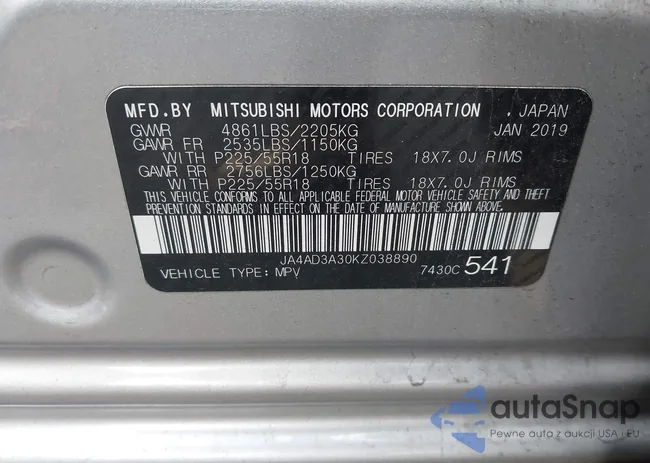 MFD.BY MITSUBISHI MOTORS CORPORATION , JAPAN
GVWR 4861LBS/2205KG JAN 2019
GAWR FR 2535LBS/1150KG
WITH P225/55R18 TIRES 18X7.0J RIMS
GAWR RR 2756LBS/1250KG
WITH P225/55R18 TIRES 18X7.0J RIMS
THIS VEHICLE CONFORMS TO ALL APPLICABLE FEDERAL MOTOR VEHICLE SAFETY AND
THEFT PREVENTION STANDARDS IN EFFECT ON THE DATE OF MANUFACTURE SHOWN ABOVE.
JA4AD3A30KZ038890
VEHICLE TYPE:MPV 7430C 541
autaSnap
Pewne auta z aukcji USA i EU